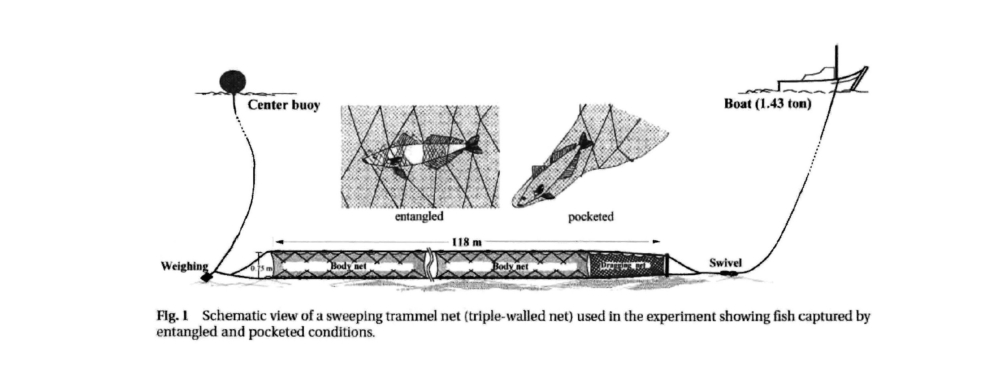 Center buoy
Boat (1.43 ton)
entangled
pocketed
118 m
Weighing
0.75 m
Body net
Body net
Dragging net
Swivel
Fig. 1 Schematic view of a sweeping trammel net (triple-walled net) used in the experiment showing fish captured by
entangled and pocketed conditions.